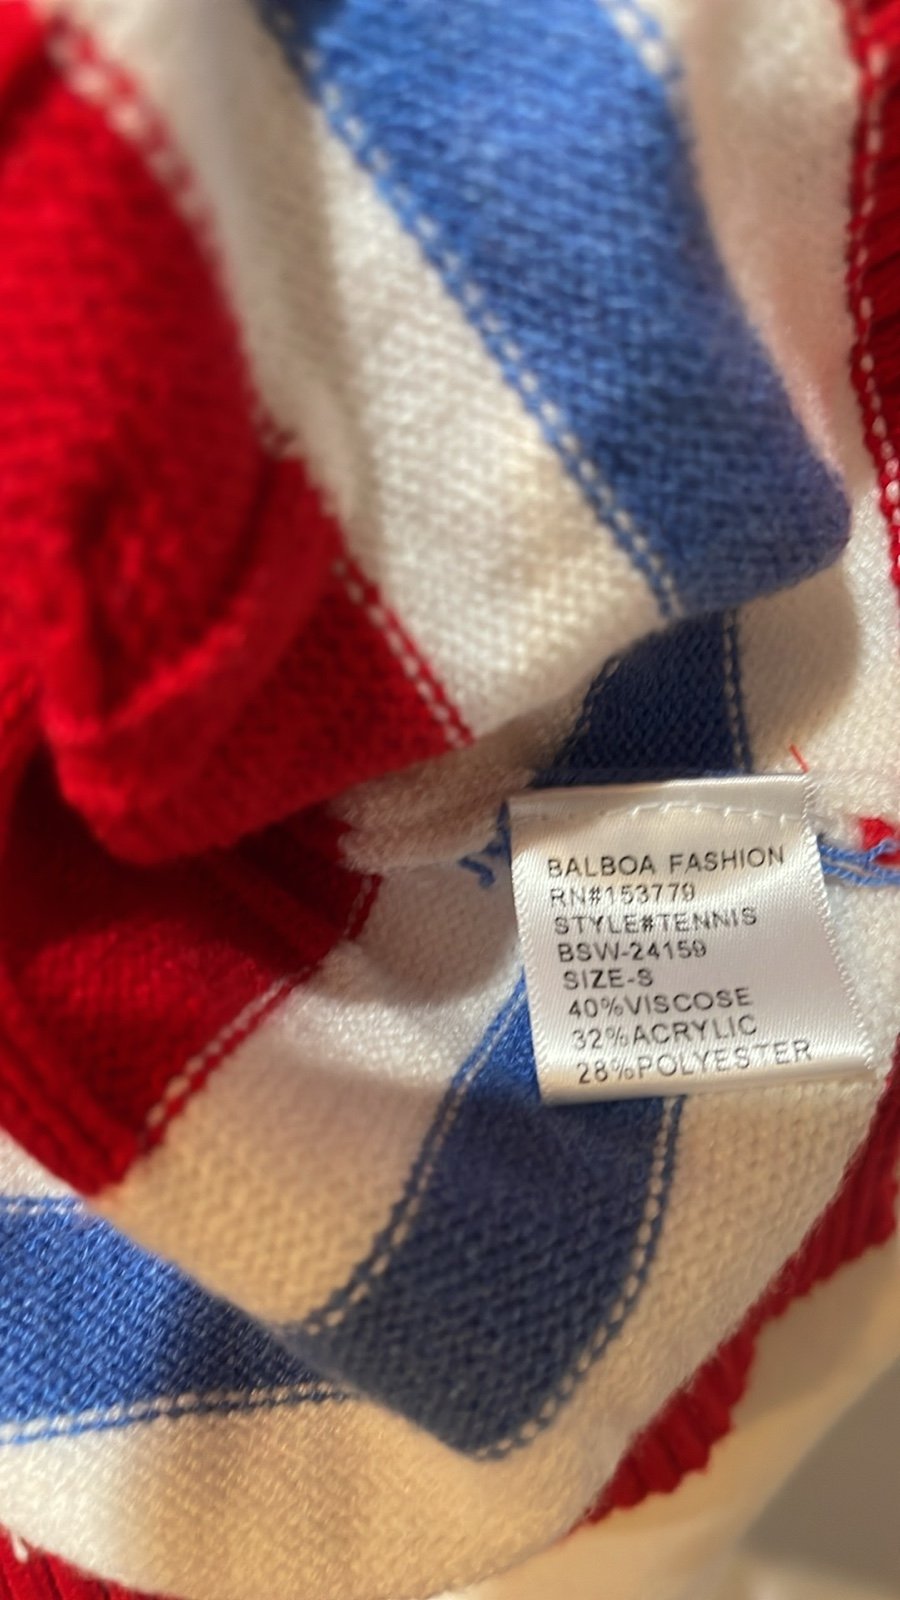 BALBOA FASHION
RN#153779
STYLE#TENNIS
BSW-24159
SIZE-S
40%VISCOSE
32%ACRYLIC
28%POLYESTER